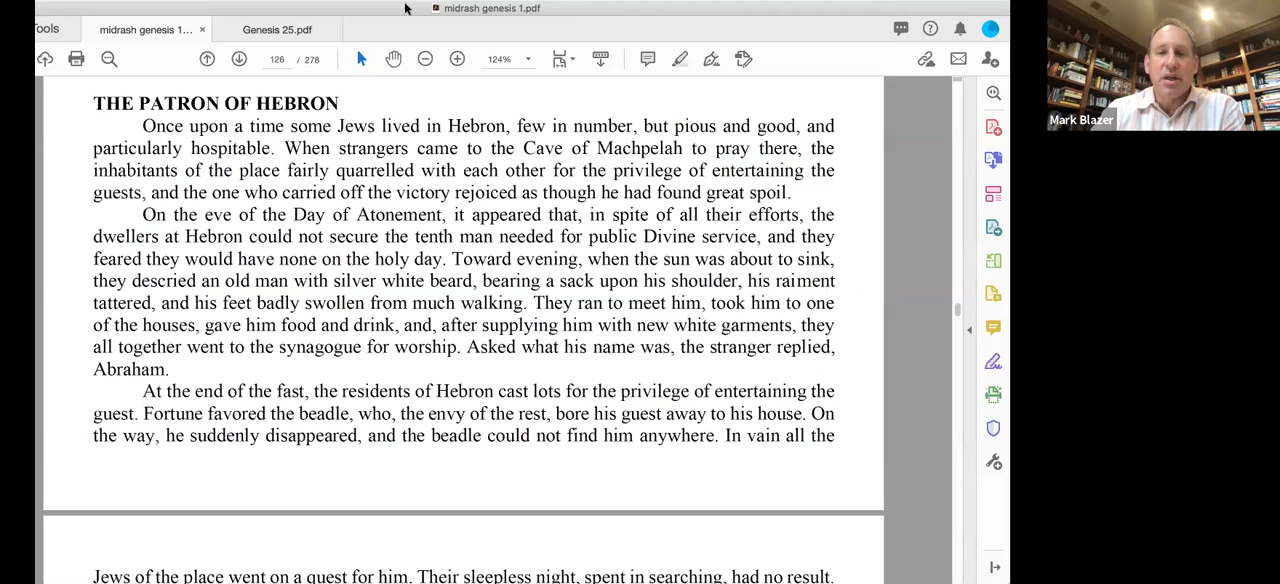 midrash genesis 1.pdf
Tools
midrash genesis 1... ×
Genesis 25.pdf
126 / 278
124%
Mark Blazer
THE PATRON OF HEBRON
Once upon a time some Jews lived in Hebron, few in number, but pious and good, and
particularly hospitable. When strangers came to the Cave of Machpelah to pray there, the
inhabitants of the place fairly quarrelled with each other for the privilege of entertaining the
guests, and the one who carried off the victory rejoiced as though he had found great spoil.
On the eve of the Day of Atonement, it appeared that, in spite of all their efforts, the
dwellers at Hebron could not secure the tenth man needed for public Divine service, and they
feared they would have none on the holy day. Toward evening, when the sun was about to sink,
they descried an old man with silver white beard, bearing a sack upon his shoulder, his raiment
tattered, and his feet badly swollen from much walking. They ran to meet him, took him to one
of the houses, gave him food and drink, and, after supplying him with new white garments, they
all together went to the synagogue for worship. Asked what his name was, the stranger replied,
Abraham.
At the end of the fast, the residents of Hebron cast lots for the privilege of entertaining the
guest. Fortune favored the beadle, who, the envy of the rest, bore his guest away to his house. On
the way, he suddenly disappeared, and the beadle could not find him anywhere. In vain all the
Jews of the place went on a quest for him. Their sleepless night, spent in searching, had no result.